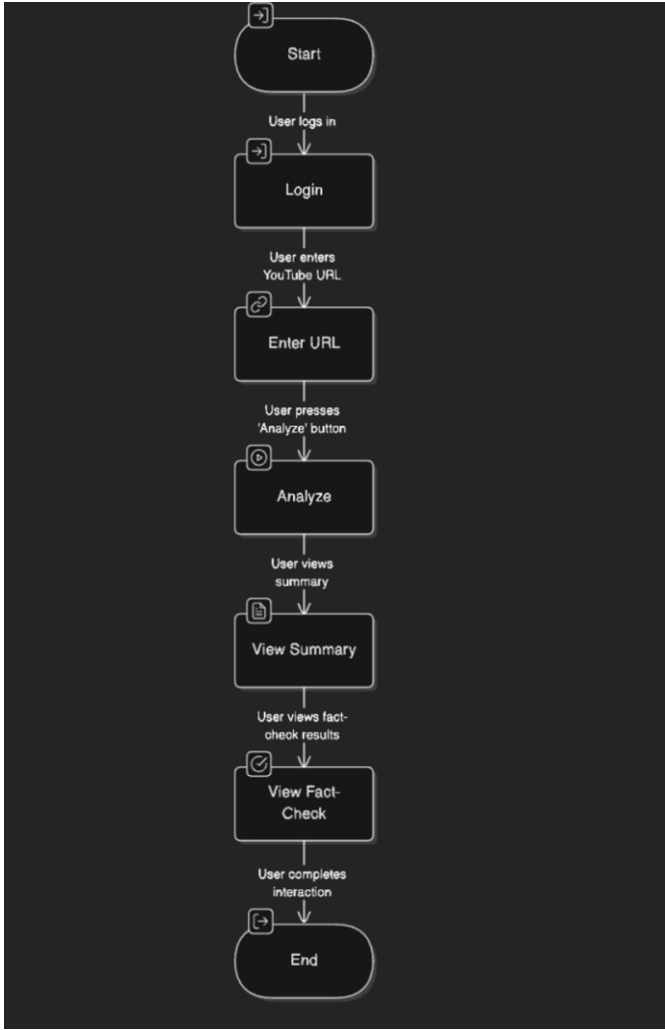 Start
User logs in
Login
User enters
YouTube URL
Enter URL
User presses
'Analyze' button
Analyze
User views
summary
View Summary
User views fact-
check results
View Fact-
Check
User completes
interaction
End